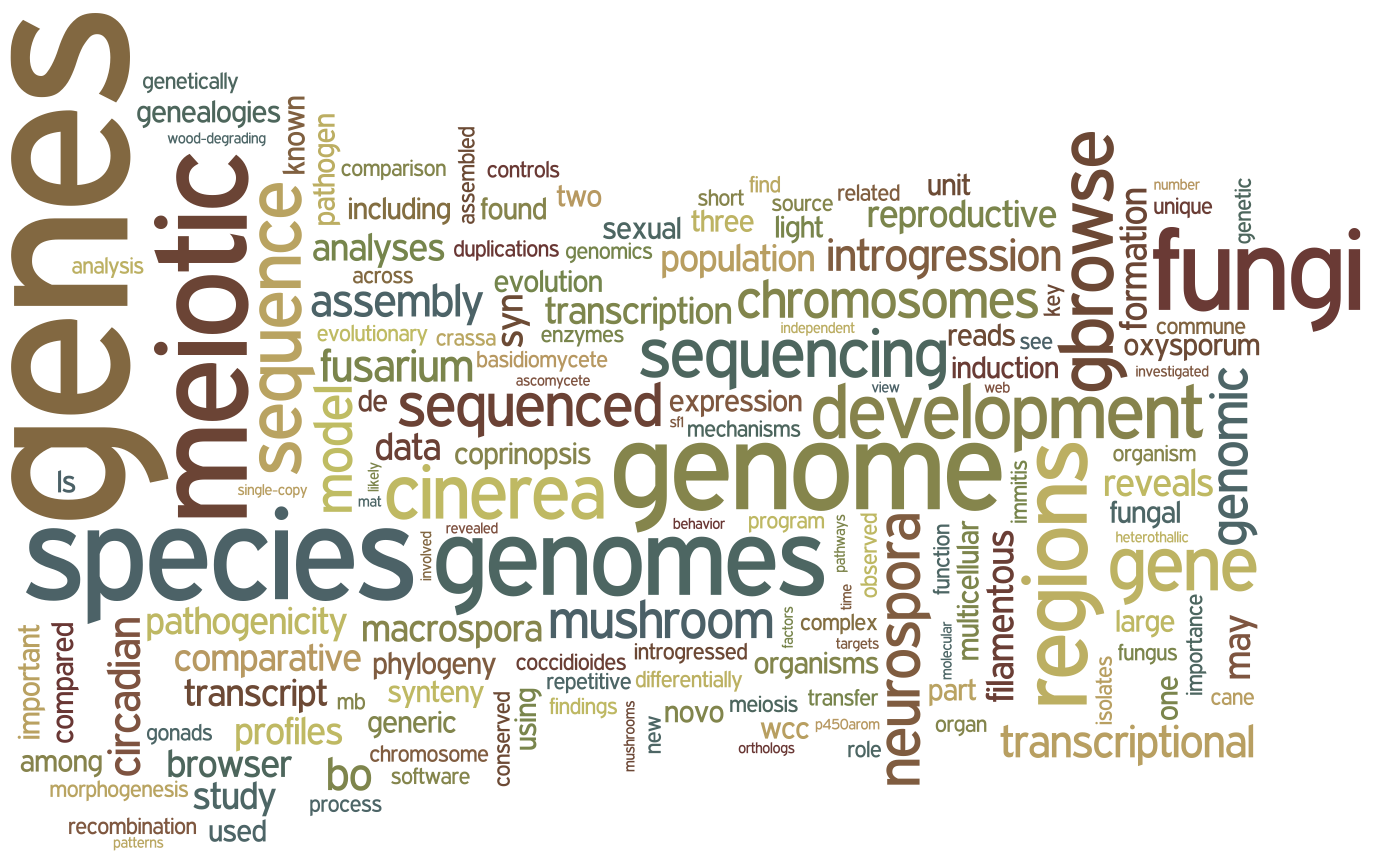 genes
genetically
genealogies
wood-degrading
meiotic
analysis
ls
single-copy
sequence
known
pathogen
comparison
assembled
controls
including
found
two
analyses
duplications
genomics
across
evolution
assembly
syn
transcription
evolutionary
crassa
enzymes
fusarium
basidiomycete
ascomycete
model
de
sequenced
data
coprinopsis
likely
mat
cinerea
sexual
short
find
source
related
unit
three
light
reproductive
population
introgression
chromosomes
key
independent
sequencing
reads
see
induction
view
web
expression
sf1
mechanisms
development
genome
gbrowse
formation
number
unique
genetic
fungi
commune
oxysporum
investigated
genomic
organism
immitis
regions
reveals
fungal
heterothallic
gene
species
involved
revealed
genomes
behavior
program
pathways
observed
neurospora
function
multicellular
filamentous
time
important
compared
circadian
pathogenicity
macrospora
mushroom
factors
complex
targets
molecular
large
importance
may
comparative
phylogeny
coccidioides
introgressed
organisms
fungus
transcript
mb
synteny
repetitive
differentially
isolates
one
cane
gonads
profiles
generic
conserved
using
findings
mushrooms
new
novo
meiosis
transfer
part
organ
wcc
p450arom
orthologs
role
transcriptional
among
browser
bo
chromosome
software
morphogenesis
study
process
recombination
used
patterns